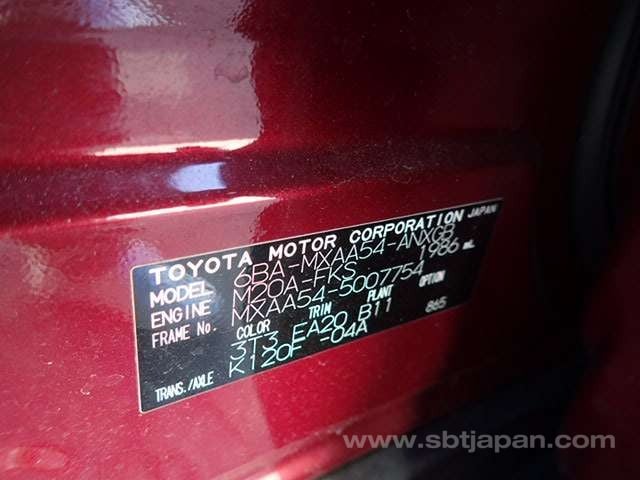 TOYOTA MOTOR CORPORATION JAPAN
MODEL 6BA-MXAA54-ANXGB
ENGINE M20A-FKS 1986 mL
FRAME No. MXAA54-5007754
COLOR TRIM PLANT OPTION
3T3 EA20 B11 865
TRANS./AXLE K120F -04A
www.sbtjapan.com